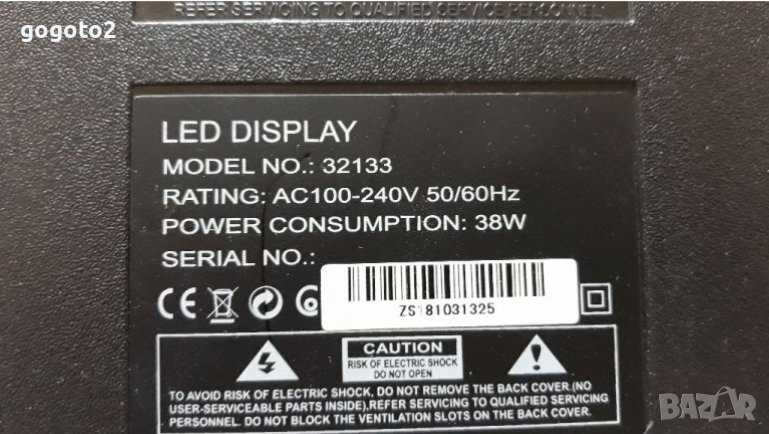 REFER SERVICING TO QUALIFIED SERVICE PERSONNEL
gogoto2
LED DISPLAY
MODEL NO.: 32133
RATING: AC100-240V 50/60Hz
POWER CONSUMPTION: 38W
SERIAL NO.:
CE
ZS181031325
CAUTION
RISK OF ELECTRIC SHOCK
DO NOT OPEN
TO AVOID RISK OF ELECTRIC SHOCK, DO NOT REMOVE THE BACK COVER.(NO
USER-SERVICEABLE PARTS INSIDE),REFER SERVICING TO QUALIFIED SERVICING
PERSONNEL. DO NOT BLOCK THE VENTILATION SLOTS ON THE BACK COVER.
BAZAR